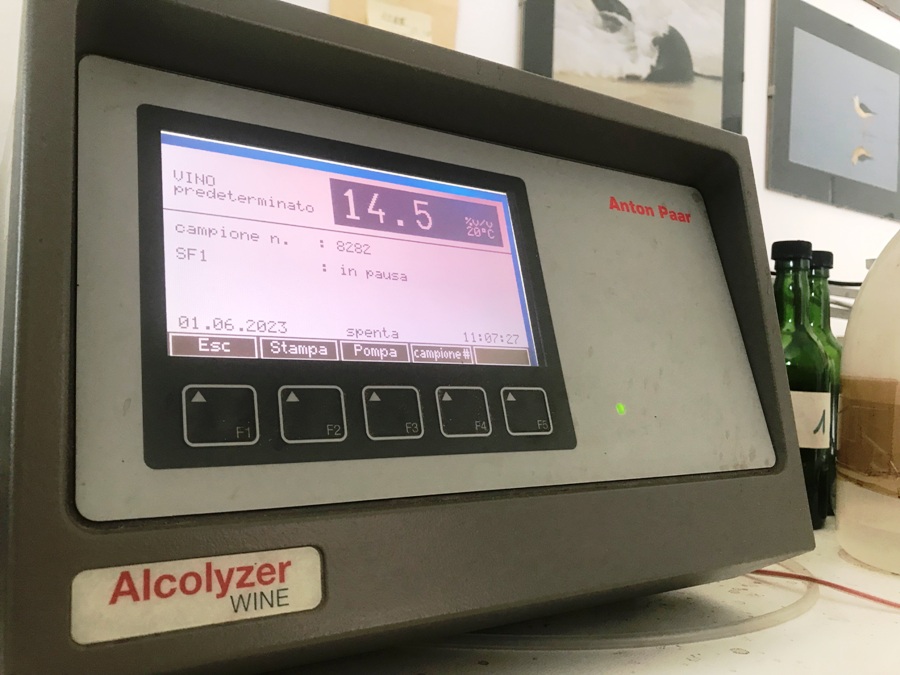 VINO
predeterminato
14.5
%v/v
20°C
campione n. : 8282
SF1 : in pausa
01.06.2023 spenta 11:07:27
Esc Stampa Pompa campione#
F1 F2 F3 F4 F5
Anton Paar
Alcolyzer
WINE
1